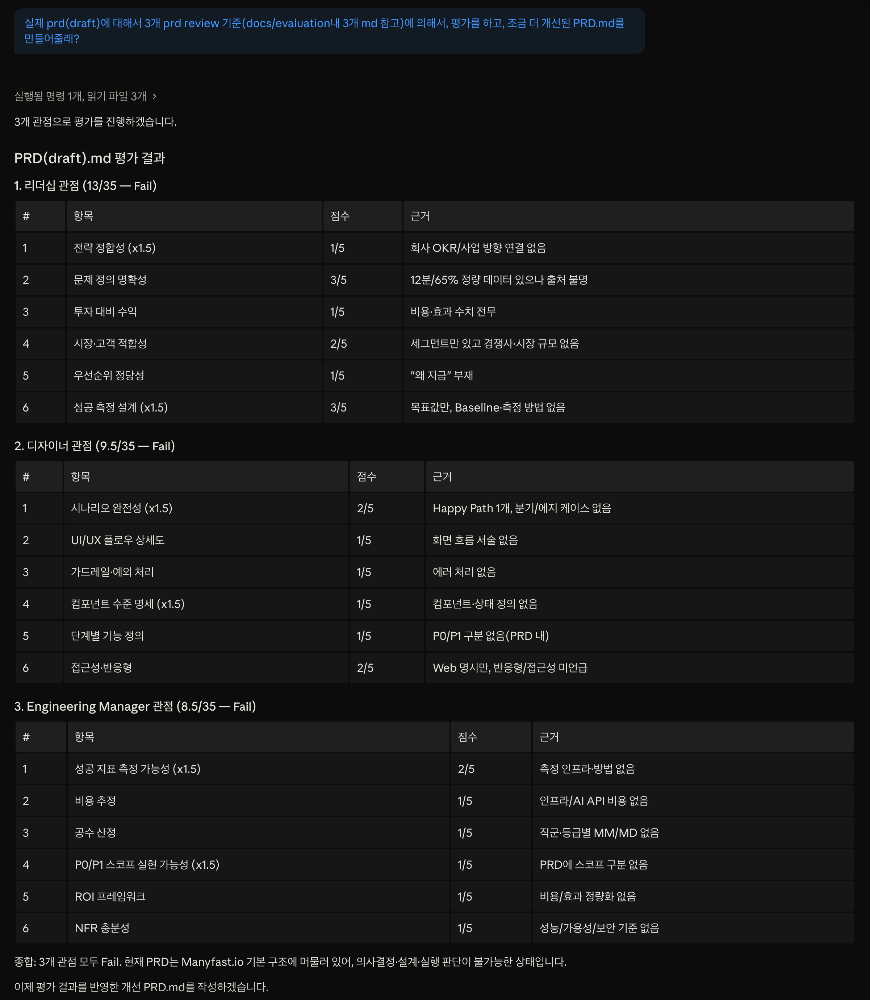 실제 prd(draft)에 대해서 3개 prd review 기준(docs/evaluation내 3개 md 참고)에 의해서, 평가를 하고, 조금 더 개선된 PRD.md를
만들어줄래?
실행됨 명령 1개, 읽기 파일 3개 >
3개 관점으로 평가를 진행하겠습니다.
PRD(draft).md 평가 결과
1. 리더십 관점 (13/35 — Fail)
# 항목 점수 근거
1 전략 정합성 (x1.5) 1/5 회사 OKR/사업 방향 연결 없음
2 문제 정의 명확성 3/5 12분/65% 정량 데이터 있으나 출처 불명
3 투자 대비 수익 1/5 비용·효과 수치 전무
4 시장·고객 적합성 2/5 세그먼트만 있고 경쟁사·시장 규모 없음
5 우선순위 정당성 1/5 "왜 지금" 부재
6 성공 측정 설계 (x1.5) 3/5 목표값만, Baseline·측정 방법 없음
2. 디자이너 관점 (9.5/35 — Fail)
# 항목 점수 근거
1 시나리오 완전성 (x1.5) 2/5 Happy Path 1개, 분기/에지 케이스 없음
2 UI/UX 플로우 상세도 1/5 화면 흐름 서술 없음
3 가드레일·예외 처리 1/5 에러 처리 없음
4 컴포넌트 수준 명세 (x1.5) 1/5 컴포넌트·상태 정의 없음
5 단계별 기능 정의 1/5 P0/P1 구분 없음(PRD 내)
6 접근성·반응형 2/5 Web 명시만, 반응형/접근성 미언급
3. Engineering Manager 관점 (8.5/35 — Fail)
# 항목 점수 근거
1 성공 지표 측정 가능성 (x1.5) 2/5 측정 인프라·방법 없음
2 비용 추정 1/5 인프라/AI API 비용 없음
3 공수 산정 1/5 직군·등급별 MM/MD 없음
4 P0/P1 스코프 실현 가능성 (x1.5) 1/5 PRD에 스코프 구분 없음
5 ROI 프레임워크 1/5 비용/효과 정량화 없음
6 NFR 충분성 1/5 성능/가용성/보안 기준 없음
종합: 3개 관점 모두 Fail. 현재 PRD는 Manyfast.io 기본 구조에 머물러 있어, 의사결정·설계·실행 판단이 불가능한 상태입니다.
이제 평가 결과를 반영한 개선 PRD.md를 작성하겠습니다.